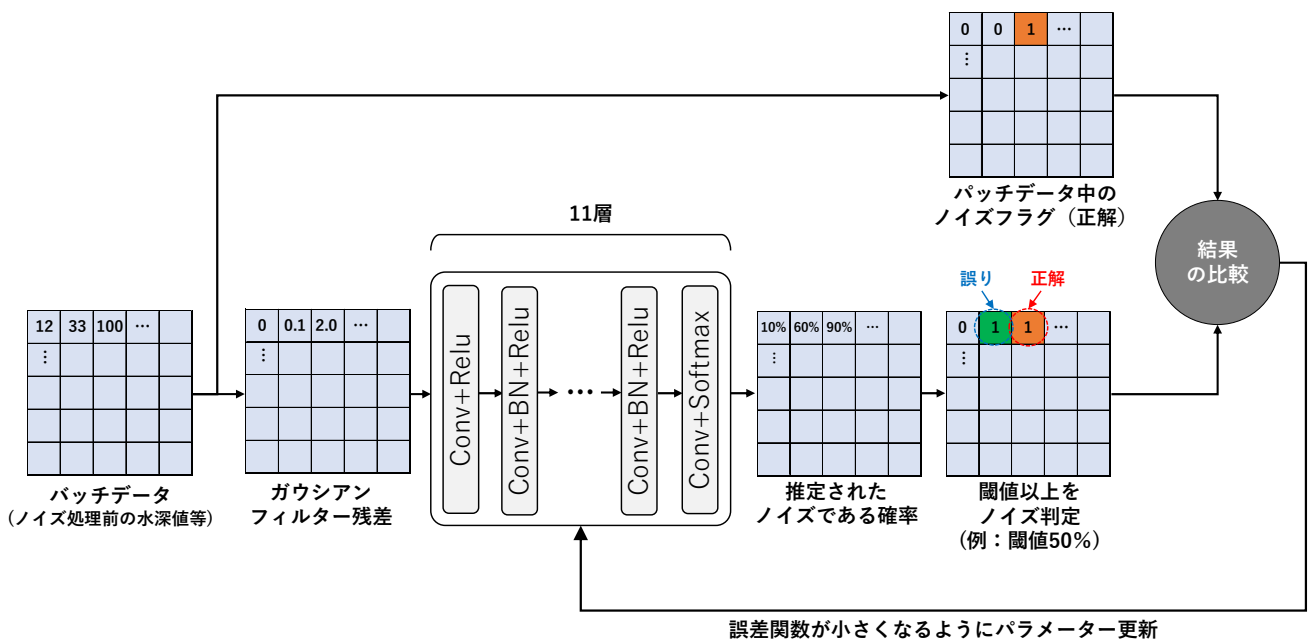 0 0 1 …
⋮
パッチデータ中の
ノイズフラグ（正解）
結果
の比較
11層
12 33 100 …
⋮
バッチデータ
(ノイズ処理前の水深値等)
0 0.1 2.0 …
⋮
ガウシアン
フィルター残差
Conv+Relu
Conv+BN+Relu
…
Conv+BN+Relu
Conv+Softmax
10% 60% 90% …
⋮
推定された
ノイズである確率
誤り 正解
0 1 1 …
⋮
閾値以上を
ノイズ判定
(例：閾値50%)
誤差関数が小さくなるようにパラメーター更新